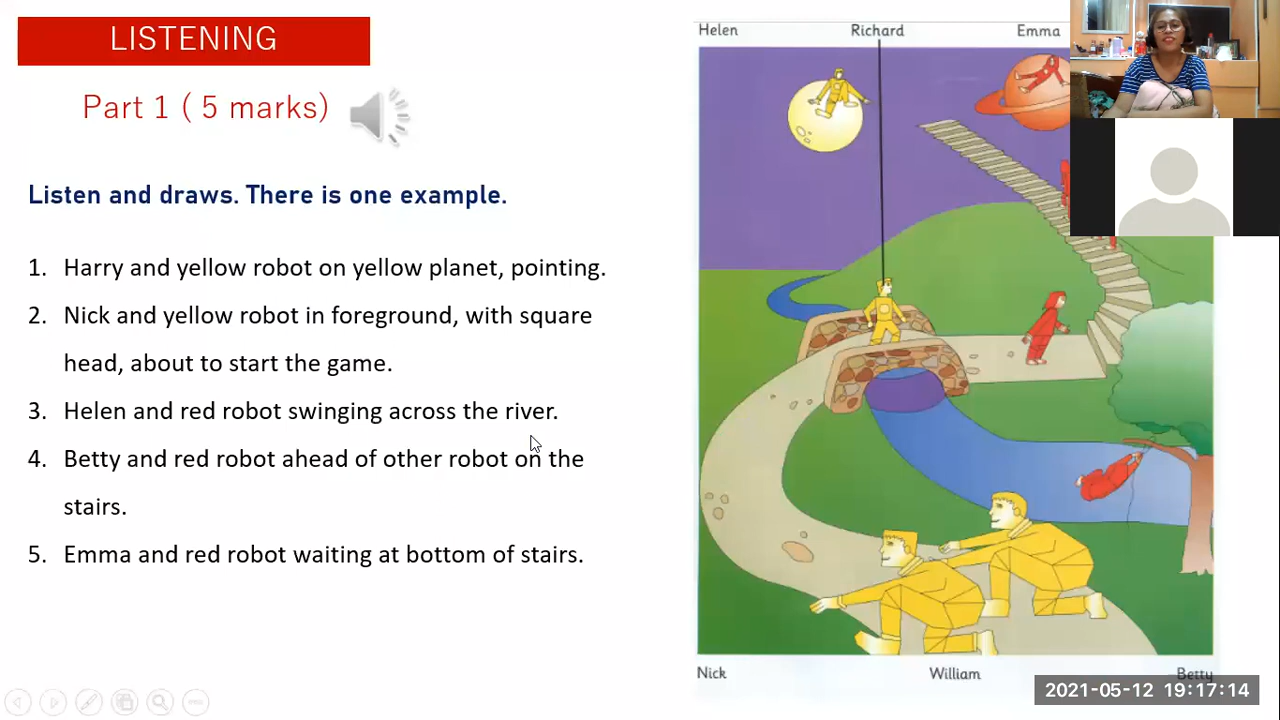 LISTENING
Part 1 ( 5 marks)
Listen and draws. There is one example.
1. Harry and yellow robot on yellow planet, pointing.
2. Nick and yellow robot in foreground, with square
head, about to start the game.
3. Helen and red robot swinging across the river.
4. Betty and red robot ahead of other robot on the
stairs.
5. Emma and red robot waiting at bottom of stairs.
Helen Richard Emma
Nick William Betty
2021-05-12 19:17:14